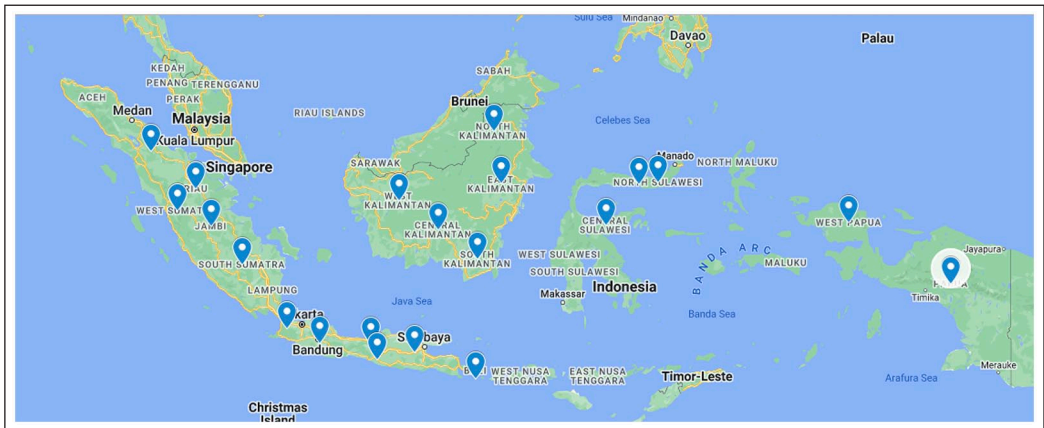 Sulu Sea
Mindanao
Davao
Palau
KEDAH
PENANG
TERENGGANU
PERAK
ACEH
Medan
Malaysia
Kuala Lumpur
RIAU ISLANDS
SABAH
Brunei
NORTH
KALIMANTAN
Celebes Sea
Singapore
SARAWAK
Manado
NORTH MALUKU
NORTH SULAWESI
RIAU
WEST SUMAT
JAMBI
WEST
KALIMANTAN
EAST
KALIMANTAN
CENTRAL
KALIMANTAN
CENTRAL
SULAWESI
WEST PAPUA
SOUTH SUMATRA
SOUTH
KALIMANTAN
WEST SULAWESI
SOUTH SULAWESI
BANDA ARC
MALUKU
Jayapura
LAMPUNG
Java Sea
Makassar
Indonesia
Timika
Banda Sea
karta
Bandung
baya
WEST NUSA
TENGGARA
EAST NUSA
TENGGARA
Timor-Leste
Merauke
Arafura Sea
Christmas
Island